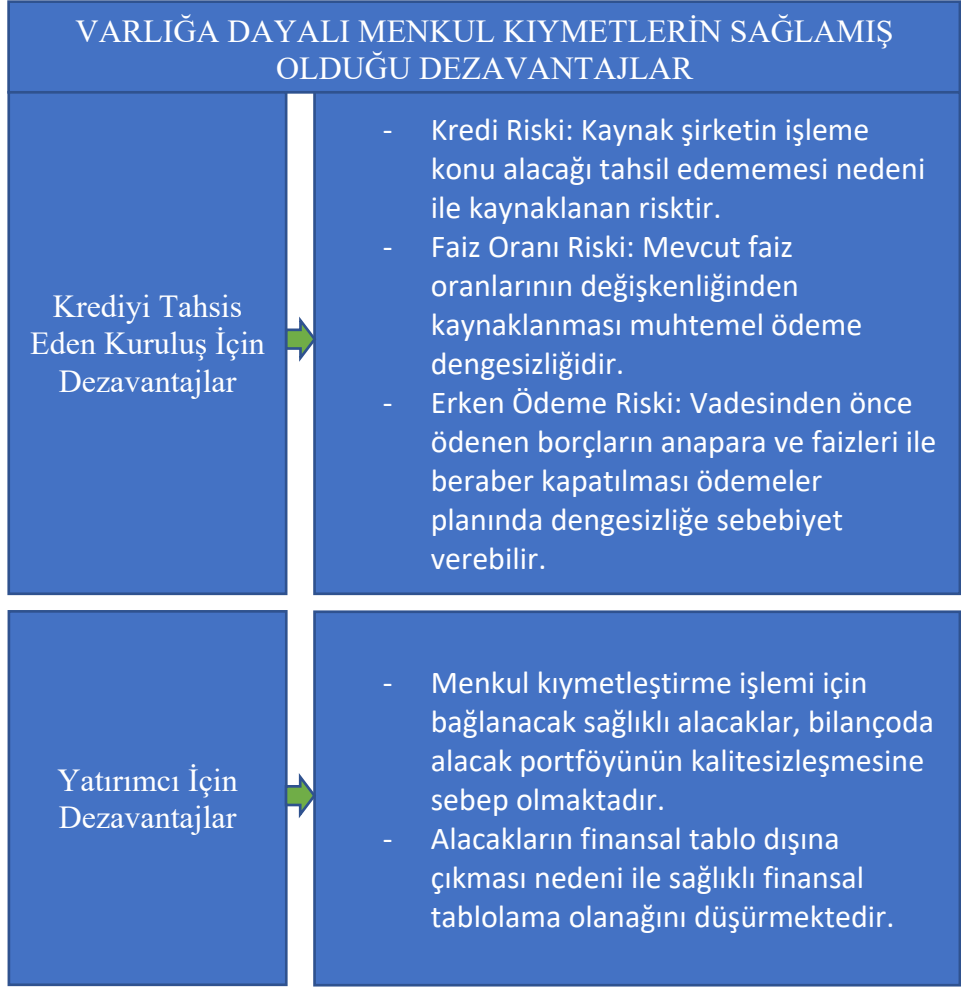 VARLIĞA DAYALI MENKUL KIYMETLERİN SAĞLAMIŞ
OLDUĞU DEZAVANTAJLAR
Krediyi Tahsis
Eden Kuruluş İçin
Dezavantajlar
- Kredi Riski: Kaynak şirketin işleme
konu alacağı tahsil edememesi nedeni
ile kaynaklanan risktir.
- Faiz Oranı Riski: Mevcut faiz
oranlarının değişkenliğinden
kaynaklanması muhtemel ödeme
dengesizliğidir.
- Erken Ödeme Riski: Vadesinden önce
ödenen borçların anapara ve faizleri ile
beraber kapatılması ödemeler
planında dengesizliğe sebebiyet
verebilir.
Yatırımcı İçin
Dezavantajlar
- Menkul kıymetleştirme işlemi için
bağlanacak sağlıklı alacaklar, bilançoda
alacak portföyünün kalitesizleşmesine
sebep olmaktadır.
- Alacakların finansal tablo dışına
çıkması nedeni ile sağlıklı finansal
tablolama olanağını düşürmektedir.